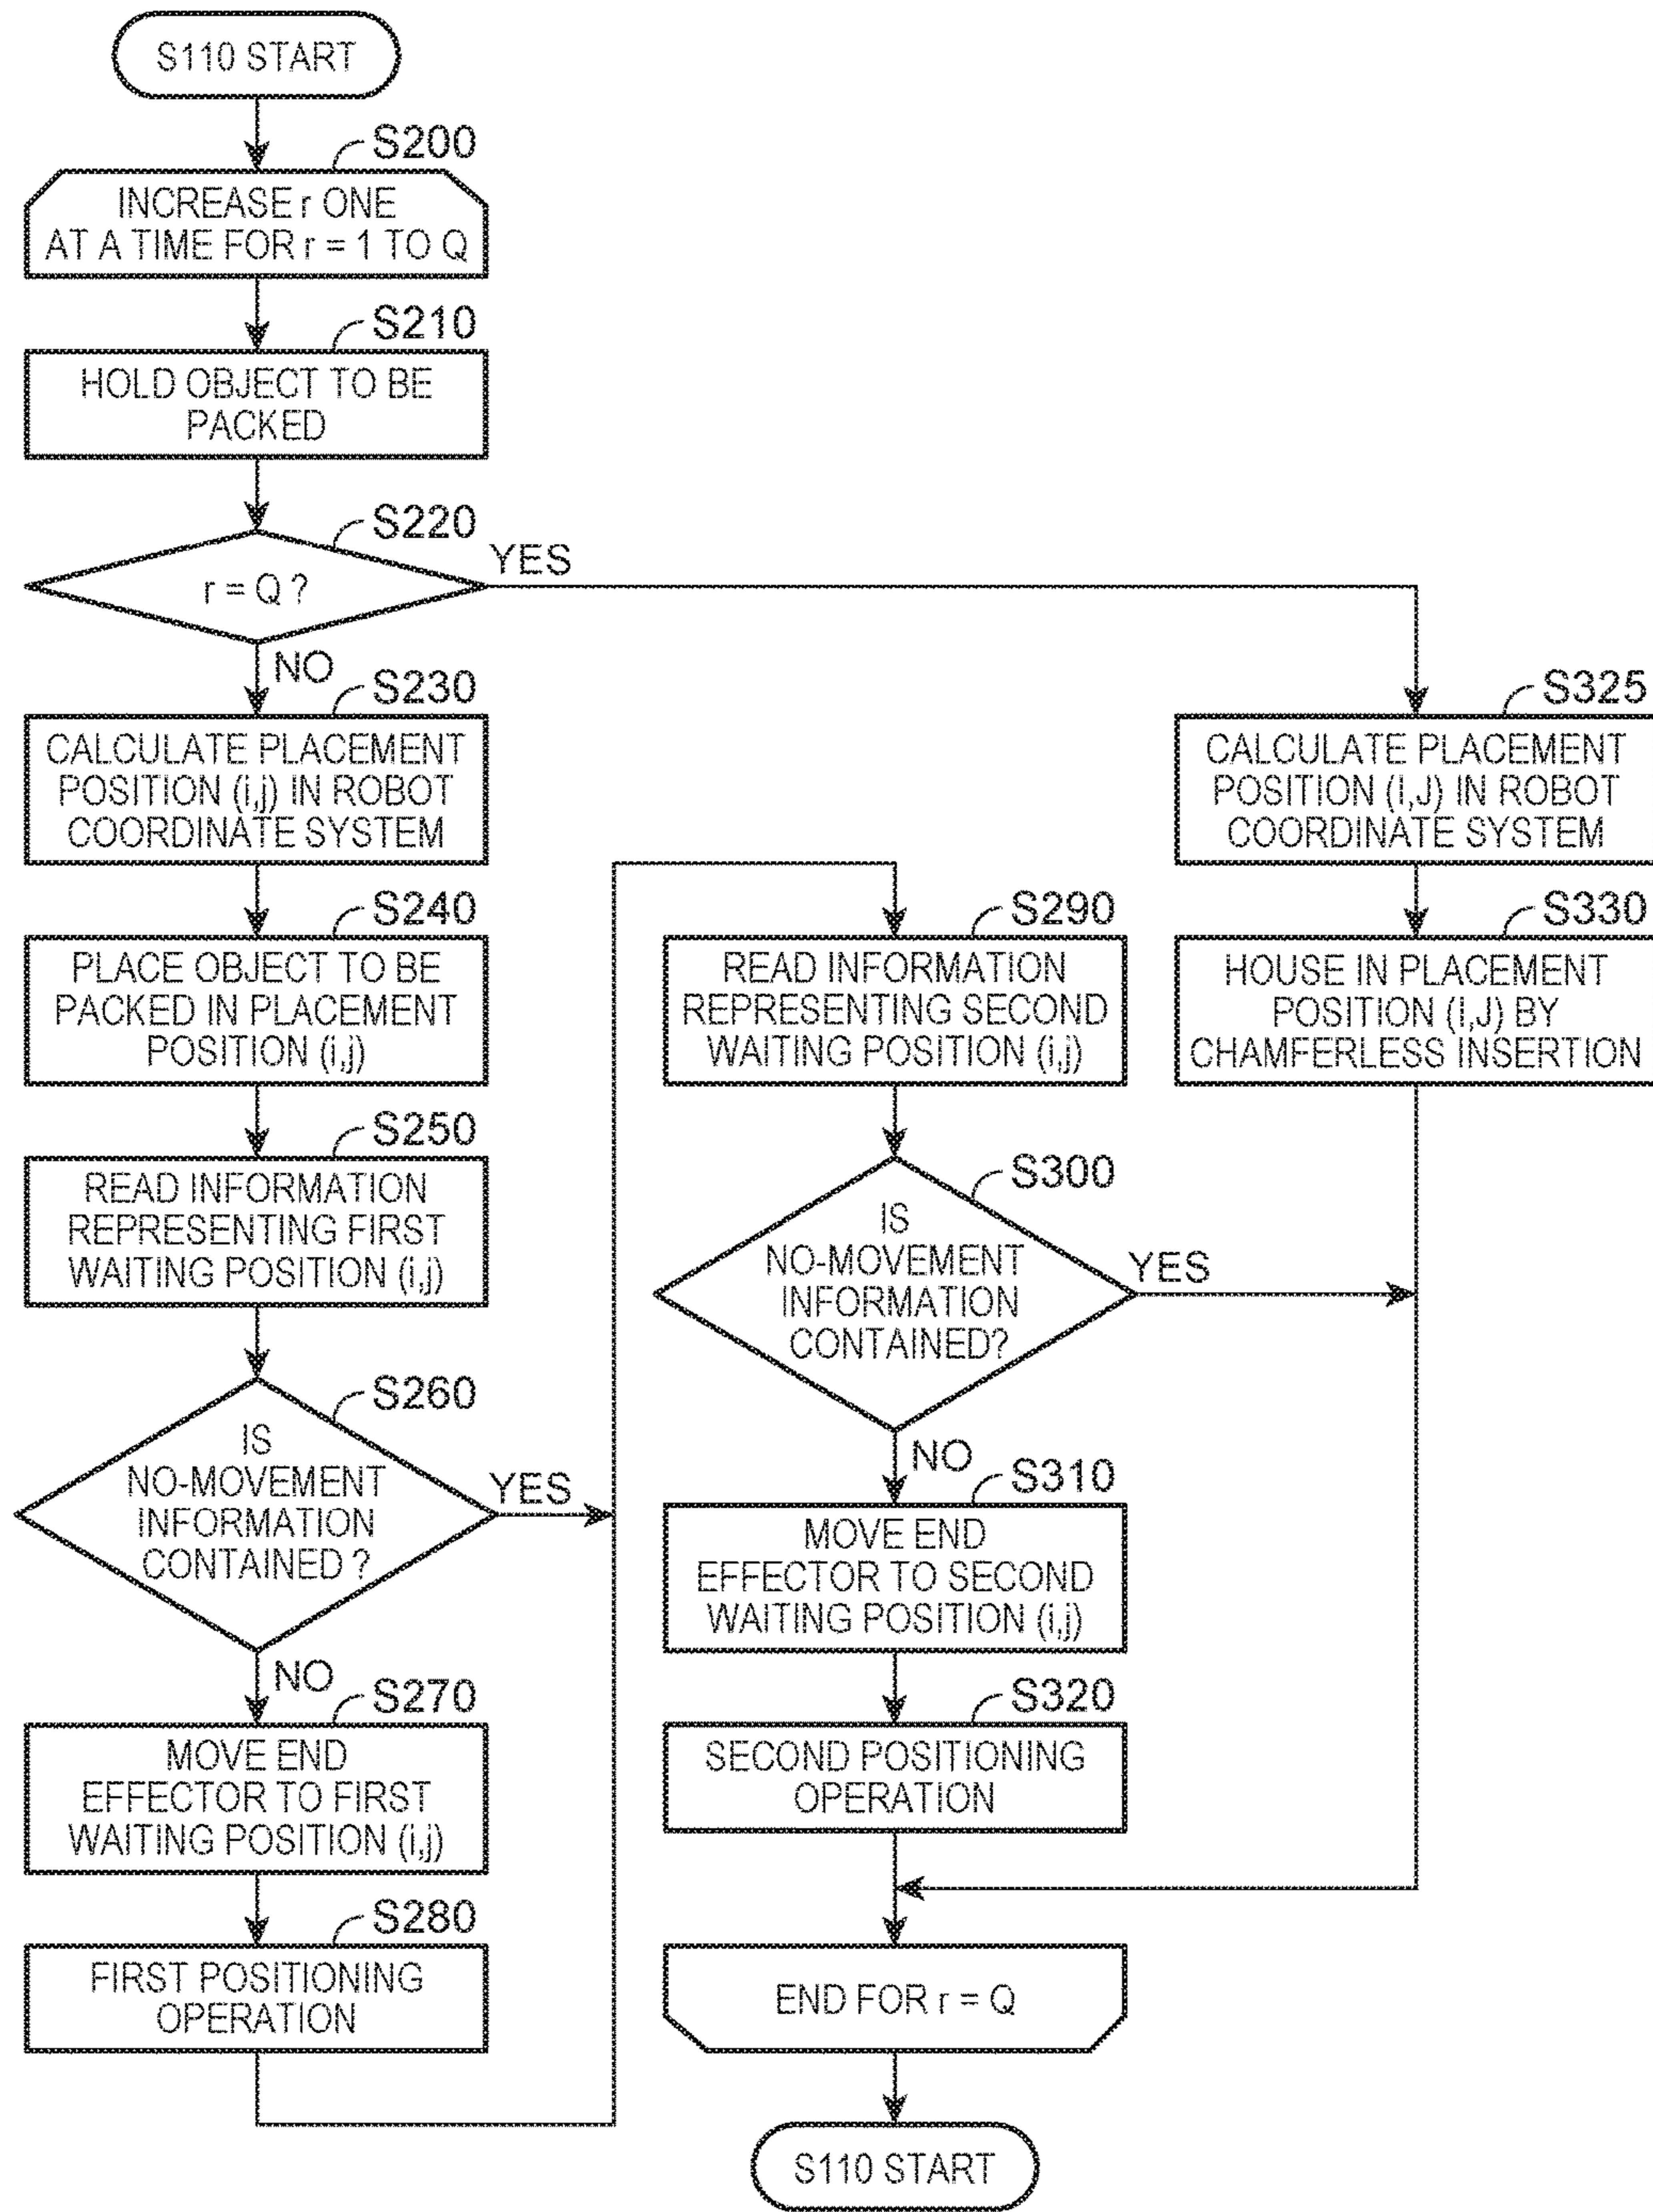 S110 START
S200
INCREASE r ONE
AT A TIME FOR r = 1 TO Q
S210
HOLD OBJECT TO BE
PACKED
S220
r = Q ?
YES
NO
S230
CALCULATE PLACEMENT
POSITION (i,j) IN ROBOT
COORDINATE SYSTEM
S240
PLACE OBJECT TO BE
PACKED IN PLACEMENT
POSITION (i,j)
S250
READ INFORMATION
REPRESENTING FIRST
WAITING POSITION (i,j)
S260
IS
NO-MOVEMENT
INFORMATION
CONTAINED ?
YES
NO
S270
MOVE END
EFFECTOR TO FIRST
WAITING POSITION (i,j)
S280
FIRST POSITIONING
OPERATION
S290
READ INFORMATION
REPRESENTING SECOND
WAITING POSITION (i,j)
S300
IS
NO-MOVEMENT
INFORMATION
CONTAINED?
YES
NO
S310
MOVE END
EFFECTOR TO SECOND
WAITING POSITION (i,j)
S320
SECOND POSITIONING
OPERATION
END FOR r = Q
S110 START
S325
CALCULATE PLACEMENT
POSITION (I,J) IN ROBOT
COORDINATE SYSTEM
S330
HOUSE IN PLACEMENT
POSITION (I,J) BY
CHAMFERLESS INSERTION